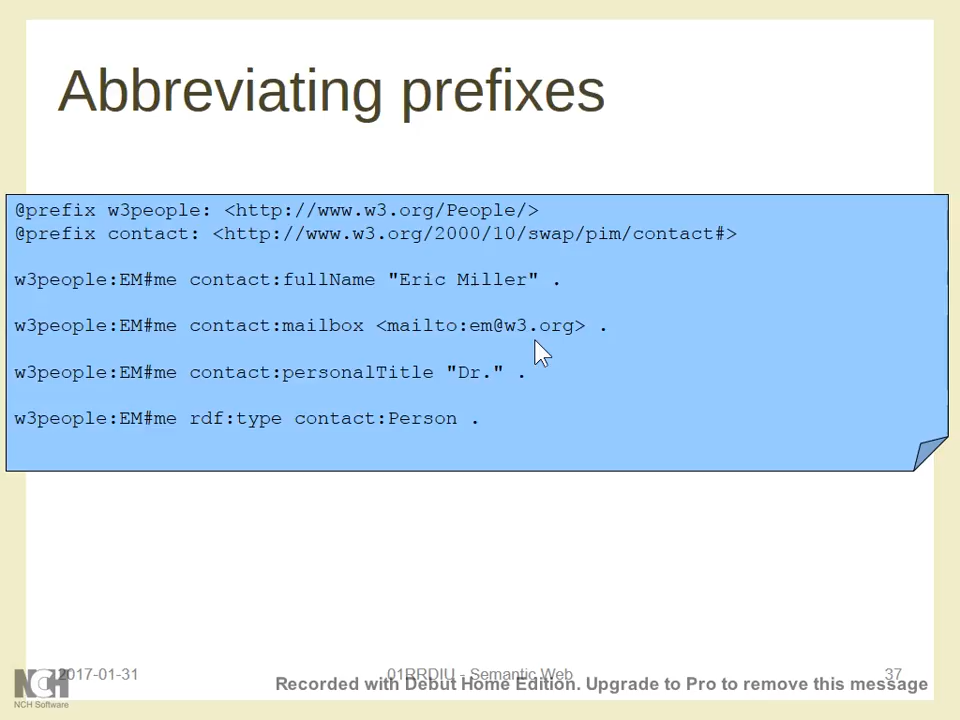 Abbreviating prefixes
@prefix w3people: <http://www.w3.org/People/>
@prefix contact: <http://www.w3.org/2000/10/swap/pim/contact#>
w3people:EM#me contact:fullName "Eric Miller" .
w3people:EM#me contact:mailbox <mailto:em@w3.org> .
w3people:EM#me contact:personalTitle "Dr." .
w3people:EM#me rdf:type contact:Person .
2017-01-31
01RRDIU - Semantic Web
37
NCH
NCH Software
Recorded with Debut Home Edition. Upgrade to Pro to remove this message